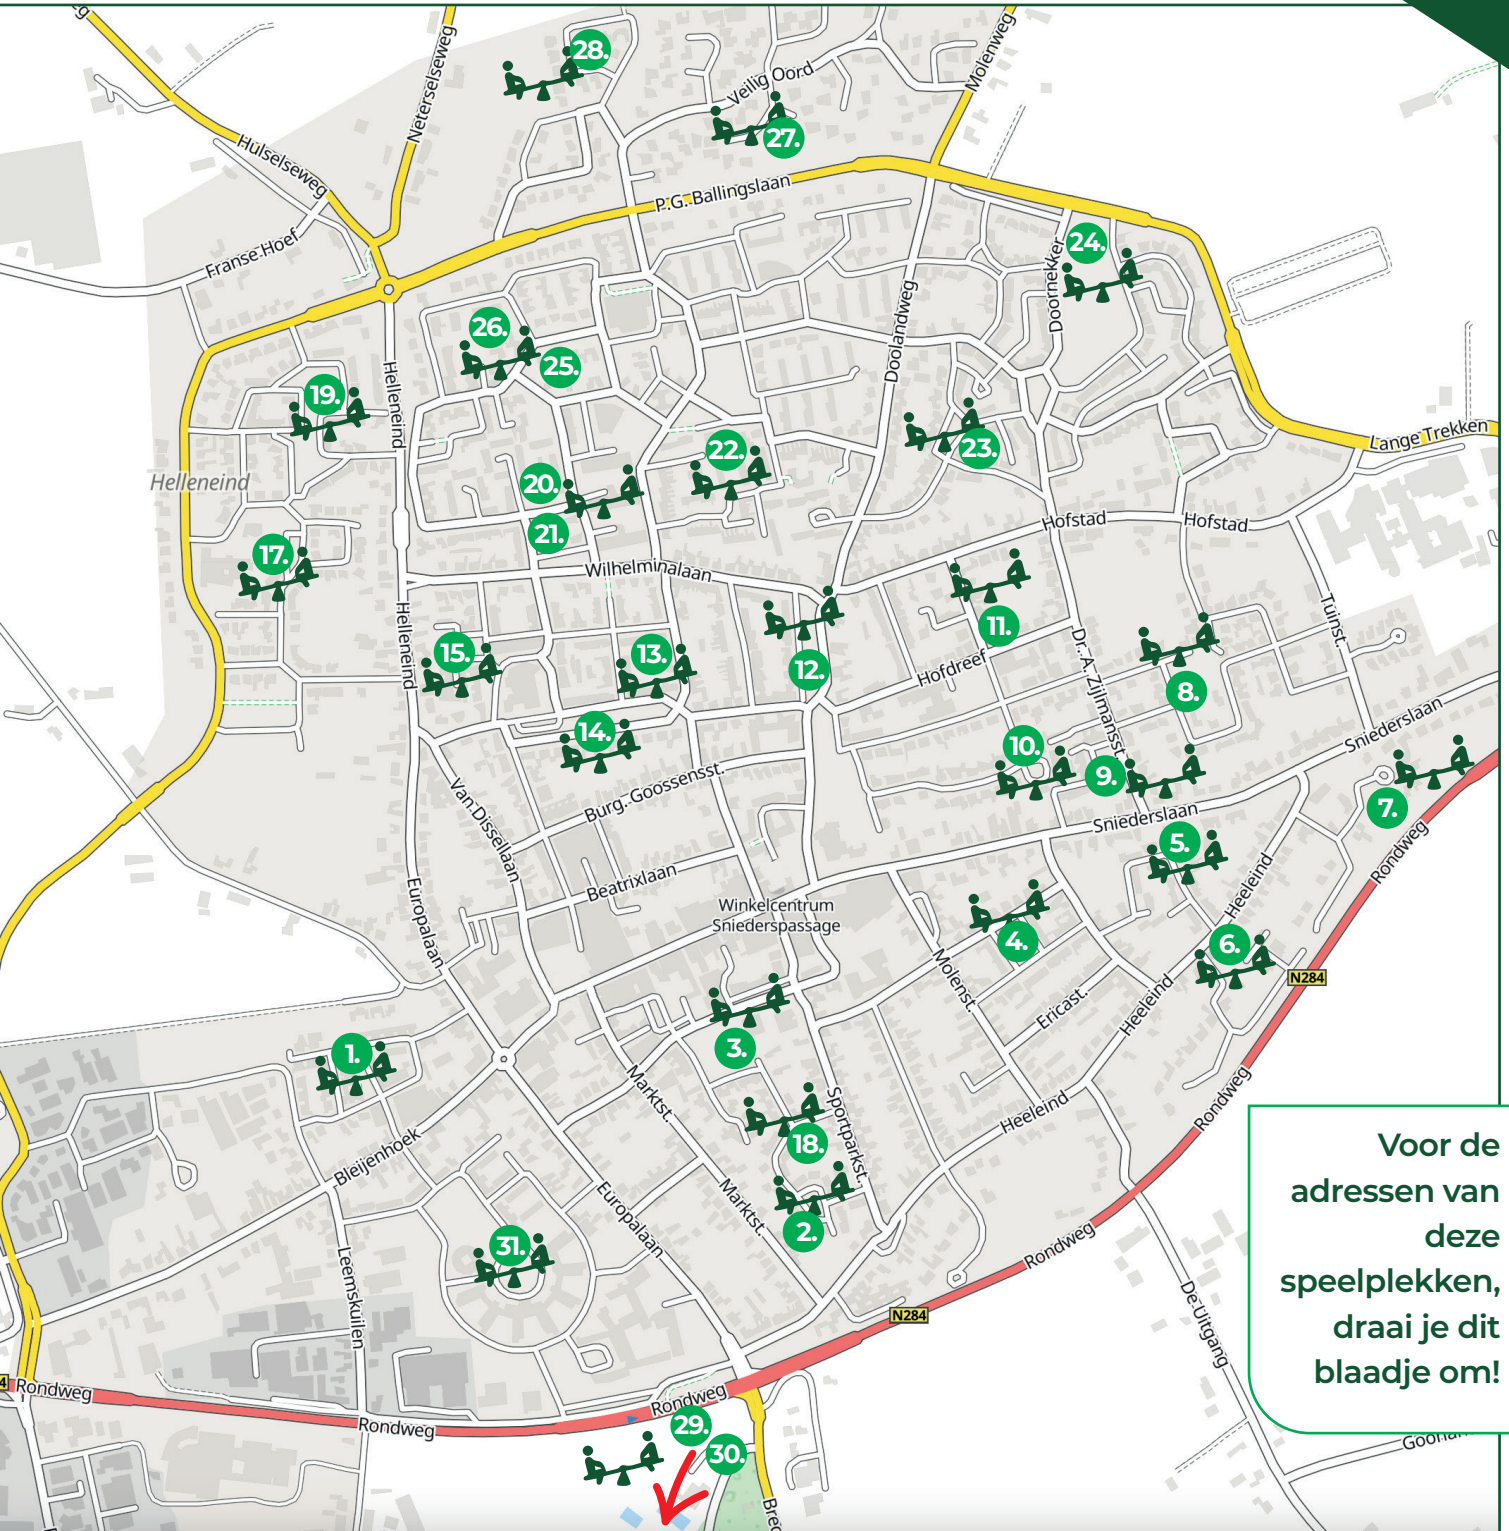 28.
Veilig Oord
Molenweg
Neterselseweg
27.
Hulselseweg
P.G. Ballingslaan
Franse Hoef
24.
Doornekker
26.
25.
Doolandweg
19.
Helleneind
Lange Trekken
22.
23.
Helleneind
20.
21.
Hofstad
Hofstad
17.
Wilhelminalaan
Helleneind
11.
Tuinst.
15.
13.
12.
Hofdreef
Dr. A. Zijlmansst.
8.
14.
10.
9.
Sniederslaan
7.
Van Dissellaan
Burg. Goossensst.
Sniederslaan
Rondweg
5.
Europalaan
Beatrixlaan
Winkelcentrum
Sniederspassage
Heeleind
4.
6.
N284
Molenst.
Ericast.
Heeleind
1.
3.
Marktst.
Sportparkst.
Heeleind
Rondweg
Bleijenhoek
18.
2.
Marktst.
Europalaan
31.
Leemskuilen
Rondweg
N284
De Uitgang
Voor de
adressen van
deze
speelplekken,
draai je dit
blaadje om!
4
Rondweg
Rondweg
Rondweg
29.
30.